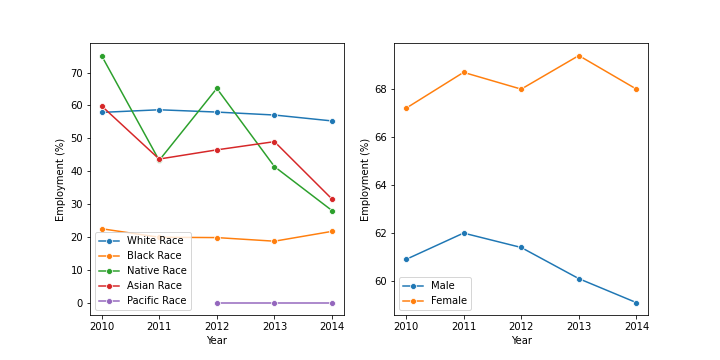 70
60
50
40
30
20
10
0
Employment (%)
White Race
Black Race
Native Race
Asian Race
Pacific Race
2010 2011 2012 2013 2014
Year
68
66
64
62
60
Employment (%)
Male
Female
2010 2011 2012 2013 2014
Year